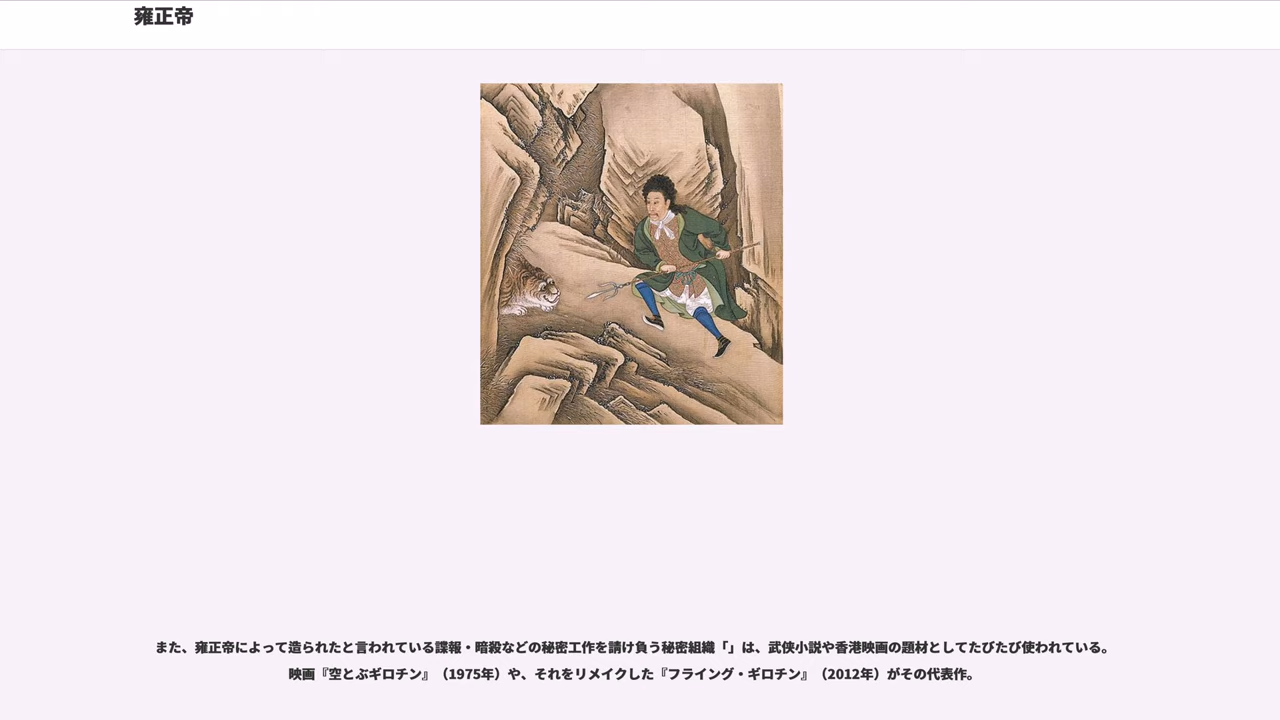 雍正帝
また、雍正帝によって造られたと言われている諜報・暗殺などの秘密工作を請け負う秘密組織「」は、武侠小説や香港映画の題材としてたびたび使われている。
映画『空とぶギロチン』（1975年）や、それをリメイクした『フライング・ギロチン』（2012年）がその代表作。